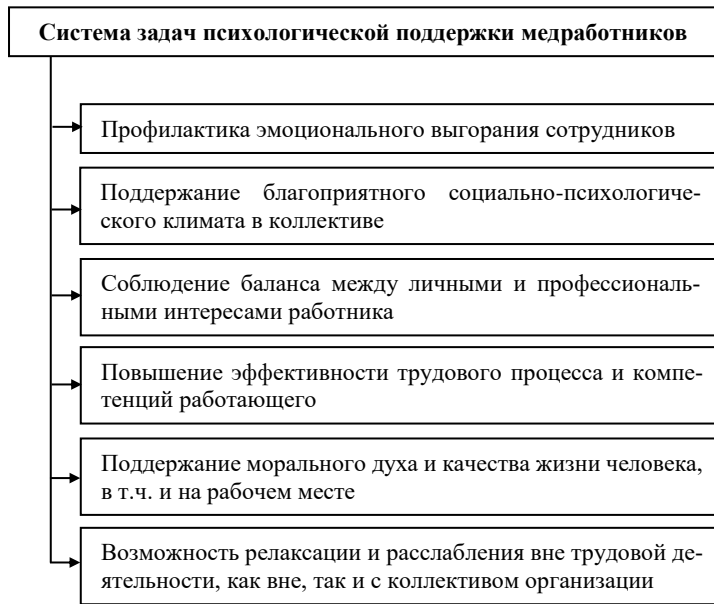 Система задач психологической поддержки медработников
Профилактика эмоционального выгорания сотрудников
Поддержание благоприятного социально-психологиче-
ского климата в коллективе
Соблюдение баланса между личными и профессиональ-
ными интересами работника
Повышение эффективности трудового процесса и компе-
тенций работающего
Поддержание морального духа и качества жизни человека,
в т.ч. и на рабочем месте
Возможность релаксации и расслабления вне трудовой де-
ятельности, как вне, так и с коллективом организации